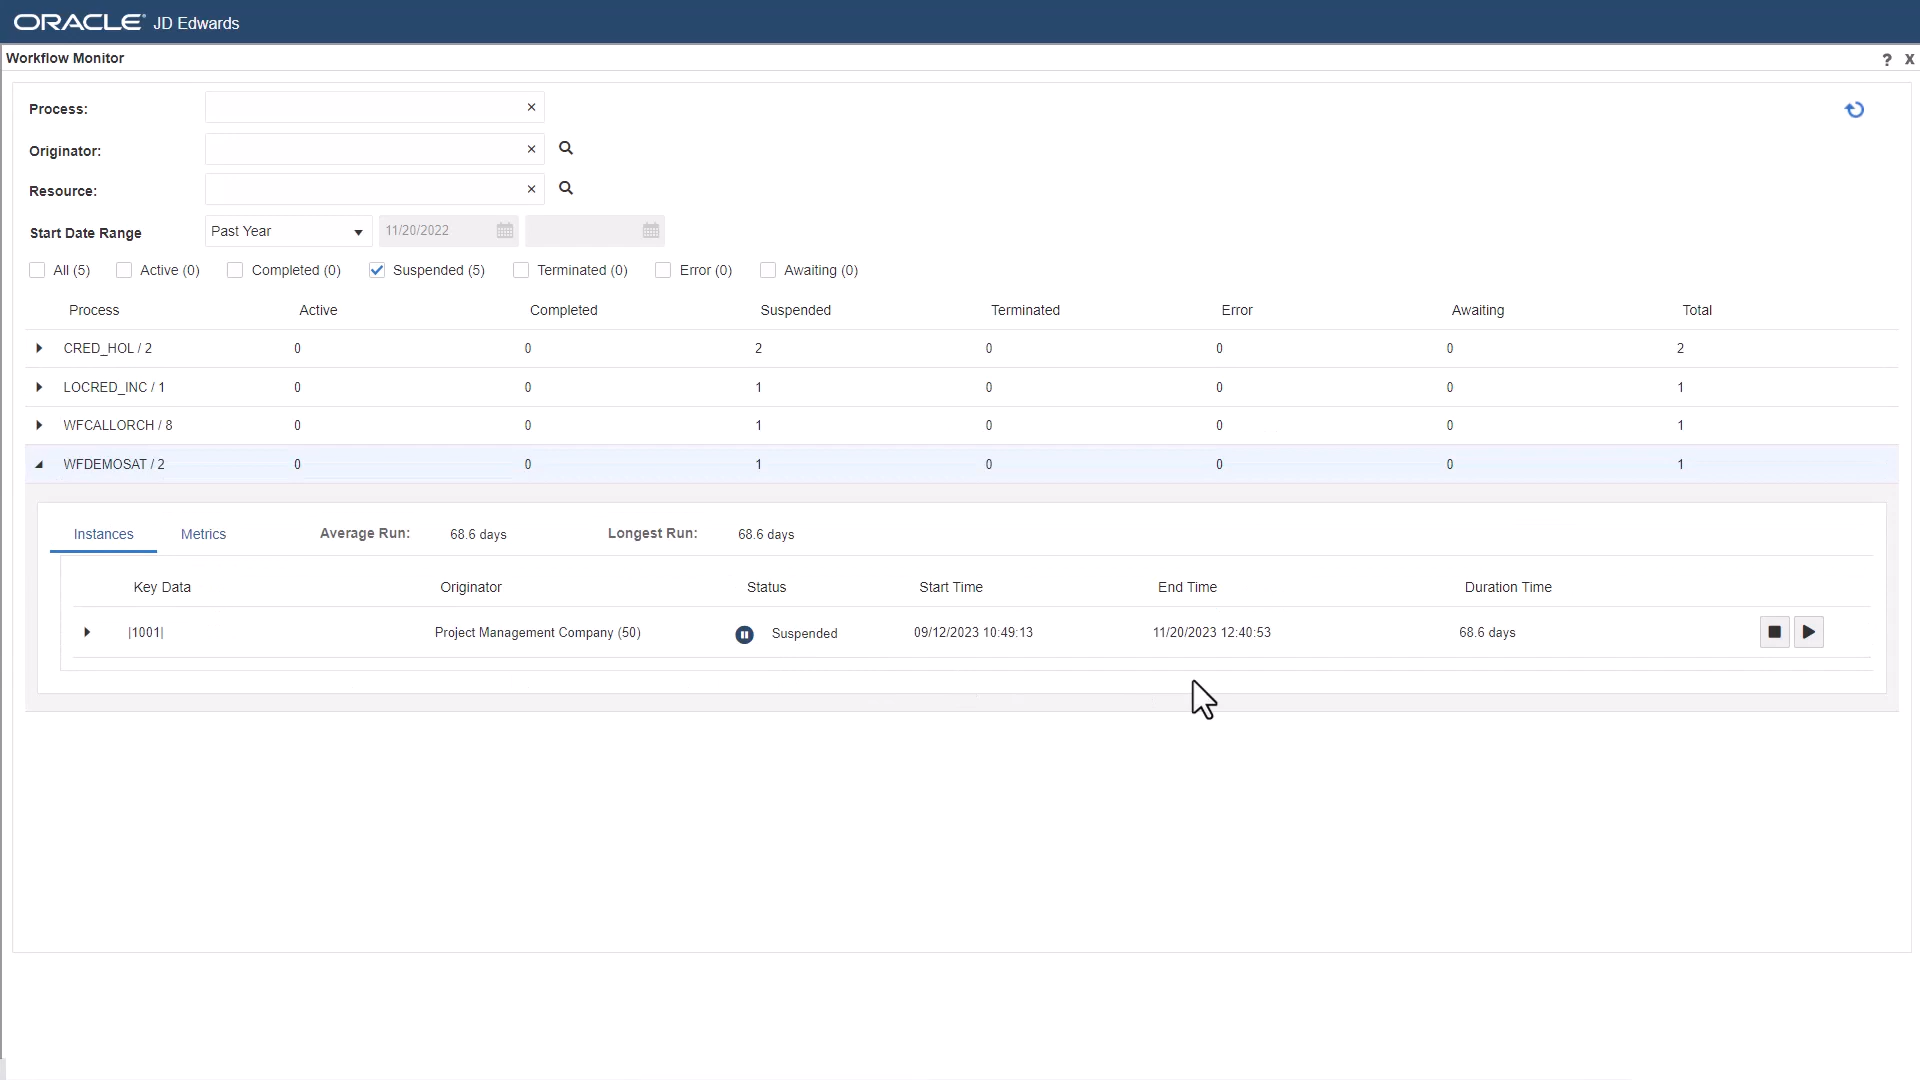 ORACLE JD Edwards
Workflow Monitor ? X
Process: ×
Originator: ×
Resource: ×
Start Date Range Past Year 11/20/2022
All (5) Active (0) Completed (0) Suspended (5) Terminated (0) Error (0) Awaiting (0)
Process Active Completed Suspended Terminated Error Awaiting Total
CRED_HOL / 2 0 0 2 0 0 0 2
LOCRED_INC / 1 0 0 1 0 0 0 1
WFCALLORCH / 8 0 0 1 0 0 0 1
WFDEMOSAT / 2 0 0 1 0 0 0 1
Instances Metrics Average Run: 68.6 days Longest Run: 68.6 days
Key Data Originator Status Start Time End Time Duration Time
|1001| Project Management Company (50) Suspended 09/12/2023 10:49:13 11/20/2023 12:40:53 68.6 days